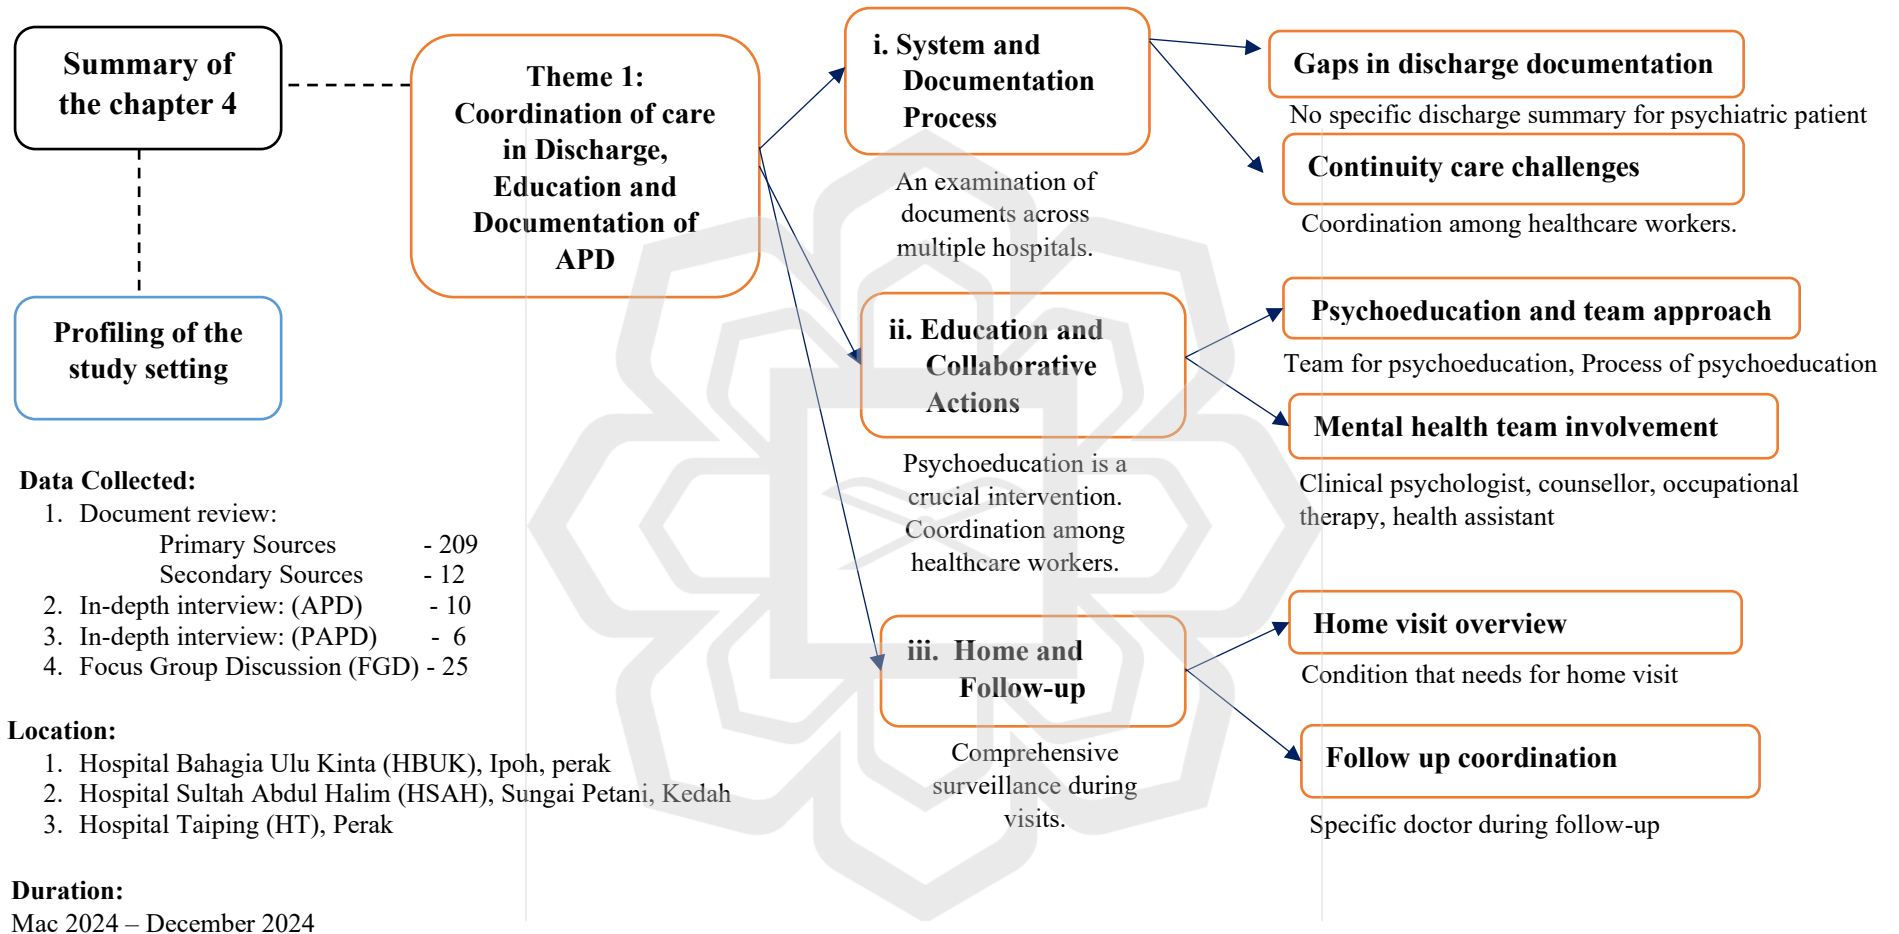 Summary of
the chapter 4
Profiling of the
study setting
Data Collected:
1. Document review:
Primary Sources - 209
Secondary Sources - 12
2. In-depth interview: (APD) - 10
3. In-depth interview: (PAPD) - 6
4. Focus Group Discussion (FGD) - 25
Location:
1. Hospital Bahagia Ulu Kinta (HBUK), Ipoh, perak
2. Hospital Sultah Abdul Halim (HSAH), Sungai Petani, Kedah
3. Hospital Taiping (HT), Perak
Duration:
Mac 2024 – December 2024
Theme 1:
Coordination of care
in Discharge,
Education and
Documentation of
APD
i. System and
Documentation
Process
An examination of
documents across
multiple hospitals.
ii. Education and
Collaborative
Actions
Psychoeducation is a
crucial intervention.
Coordination among
healthcare workers.
iii. Home and
Follow-up
Comprehensive
surveillance during
visits.
Gaps in discharge documentation
No specific discharge summary for psychiatric patient
Continuity care challenges
Coordination among healthcare workers.
Psychoeducation and team approach
Team for psychoeducation, Process of psychoeducation
Mental health team involvement
Clinical psychologist, counsellor, occupational
therapy, health assistant
Home visit overview
Condition that needs for home visit
Follow up coordination
Specific doctor during follow-up